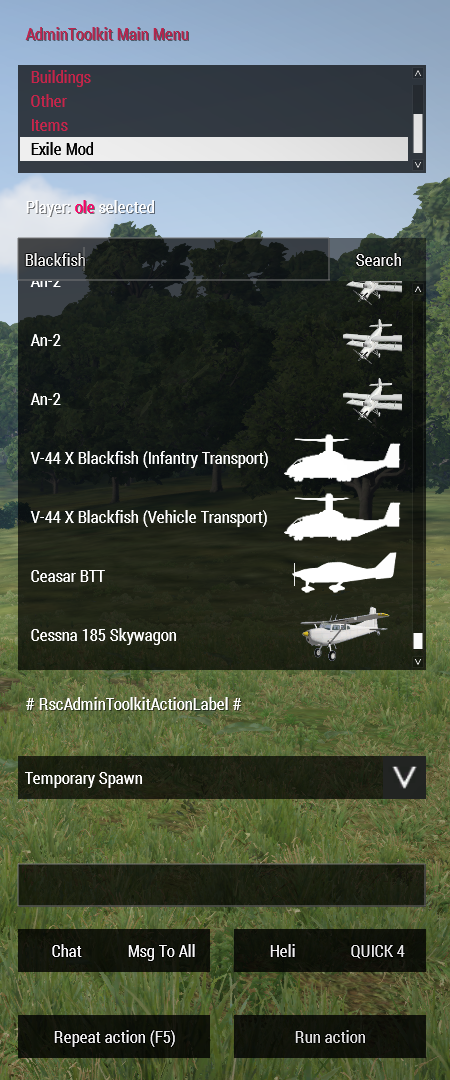 AdminToolkit Main Menu
Buildings
Other
Items
Exile Mod
Player: ole selected
Blackfish Search
An-2
An-2
An-2
V-44 X Blackfish (Infantry Transport)
V-44 X Blackfish (Vehicle Transport)
Ceasar BTT
Cessna 185 Skywagon
# RscAdminToolkitActionLabel #
Temporary Spawn
Chat Msg To All Heli QUICK 4
Repeat action (F5) Run action